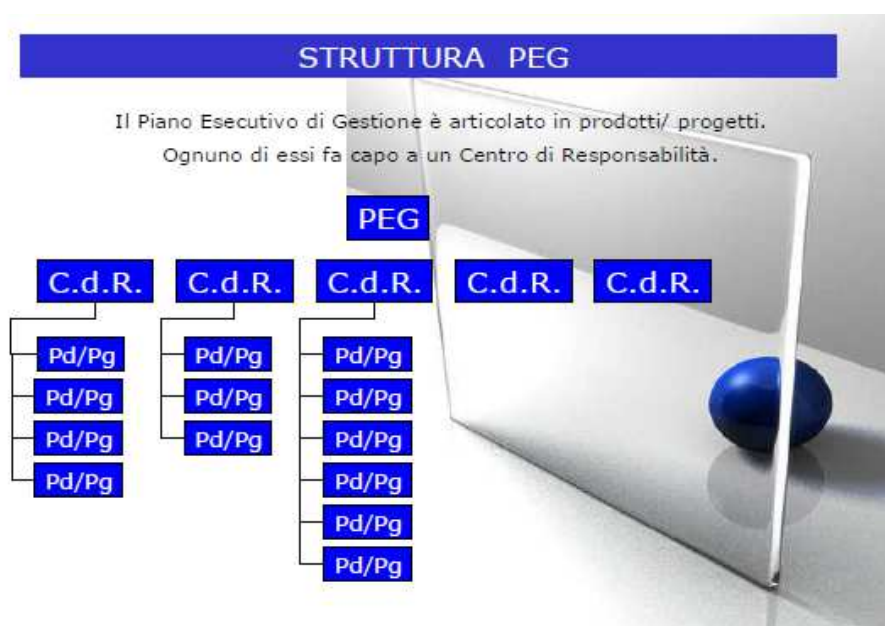 STRUTTURA PEG
Il Piano Esecutivo di Gestione è articolato in prodotti/ progetti.
Ognuno di essi fa capo a un Centro di Responsabilità.
PEG
C.d.R. C.d.R. C.d.R. C.d.R. C.d.R.
Pd/Pg Pd/Pg Pd/Pg
Pd/Pg Pd/Pg Pd/Pg
Pd/Pg Pd/Pg Pd/Pg
Pd/Pg Pd/Pg
Pd/Pg
Pd/Pg